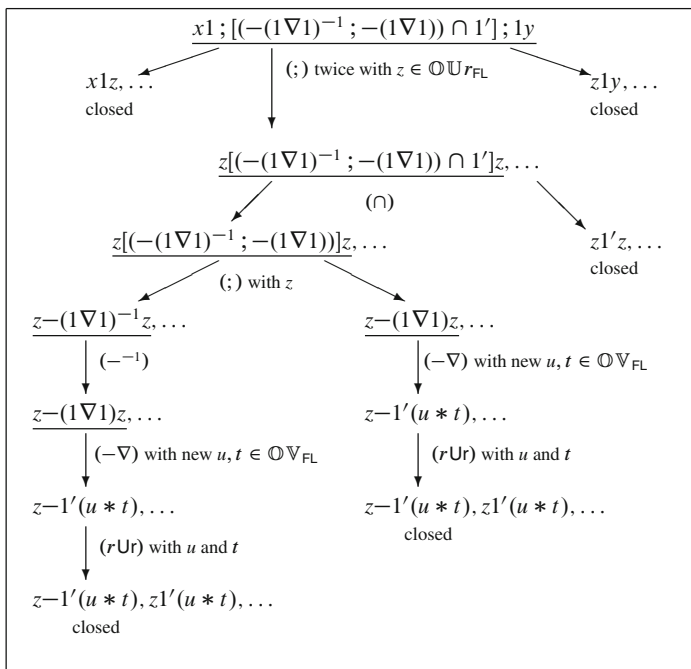 x1 ; [(−(1∇1)⁻¹ ; −(1∇1)) ∩ 1′] ; 1y
(;) twice with z ∈ 𝕆𝕌r_FL
x1z, … z1y, …
closed closed
z[(−(1∇1)⁻¹ ; −(1∇1)) ∩ 1′]z, …
(∩)
z[(−(1∇1)⁻¹ ; −(1∇1))]z, … z1′z, …
closed
(;) with z
z−(1∇1)⁻¹z, … z−(1∇1)z, …
(−⁻¹) (−∇) with new u, t ∈ 𝕆𝕍_FL
z−(1∇1)z, … z−1′(u * t), …
(−∇) with new u, t ∈ 𝕆𝕍_FL (rUr) with u and t
z−1′(u * t), … z−1′(u * t), z1′(u * t), …
closed
(rUr) with u and t
z−1′(u * t), z1′(u * t), …
closed